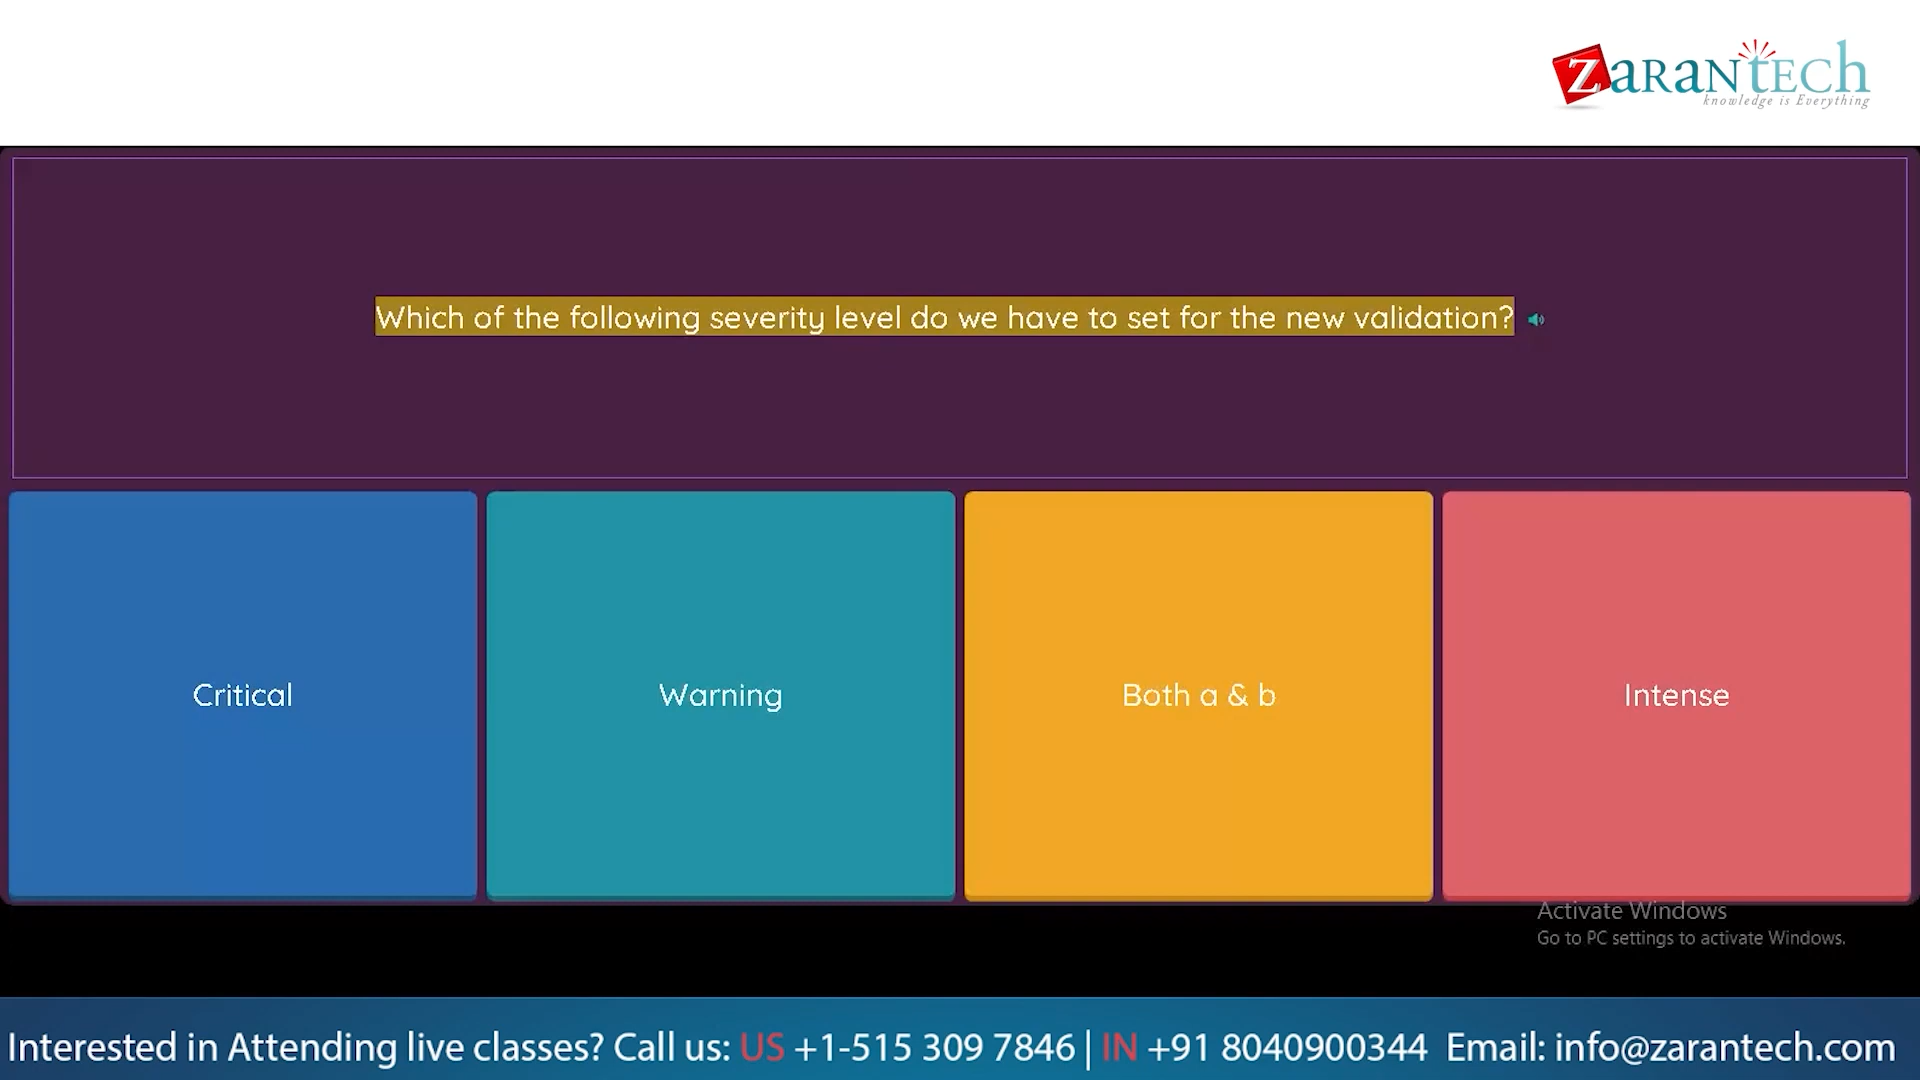 ZaranTech
knowledge is Everything
Which of the following severity level do we have to set for the new validation?
Critical
Warning
Both a & b
Intense
Activate Windows
Go to PC settings to activate Windows.
Interested in Attending live classes? Call us: US +1-515 309 7846 | IN +91 8040900344 Email: info@zarantech.com